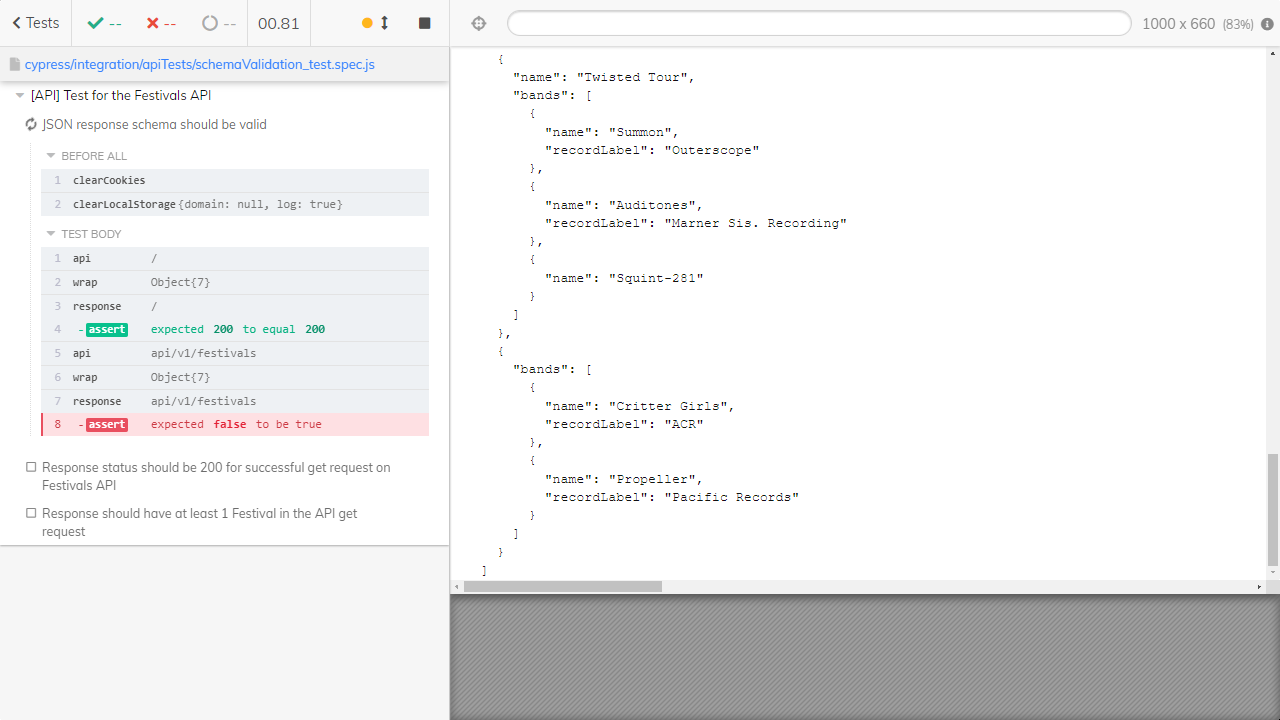 Tests -- -- -- 00.81
cypress/integration/apiTests/schemaValidation_test.spec.js
[API] Test for the Festivals API
JSON response schema should be valid
BEFORE ALL
1 clearCookies
2 clearLocalStorage {domain: null, log: true}
TEST BODY
1 api /
2 wrap Object{7}
3 response /
4 - assert expected 200 to equal 200
5 api api/v1/festivals
6 wrap Object{7}
7 response api/v1/festivals
8 - assert expected false to be true
Response status should be 200 for successful get request on
Festivals API
Response should have at least 1 Festival in the API get
request
1000 x 660 (83%)
{
"name": "Twisted Tour",
"bands": [
{
"name": "Summon",
"recordLabel": "Outerscope"
},
{
"name": "Auditones",
"recordLabel": "Marner Sis. Recording"
},
{
"name": "Squint-281"
}
]
},
{
"bands": [
{
"name": "Critter Girls",
"recordLabel": "ACR"
},
{
"name": "Propeller",
"recordLabel": "Pacific Records"
}
]
}
]